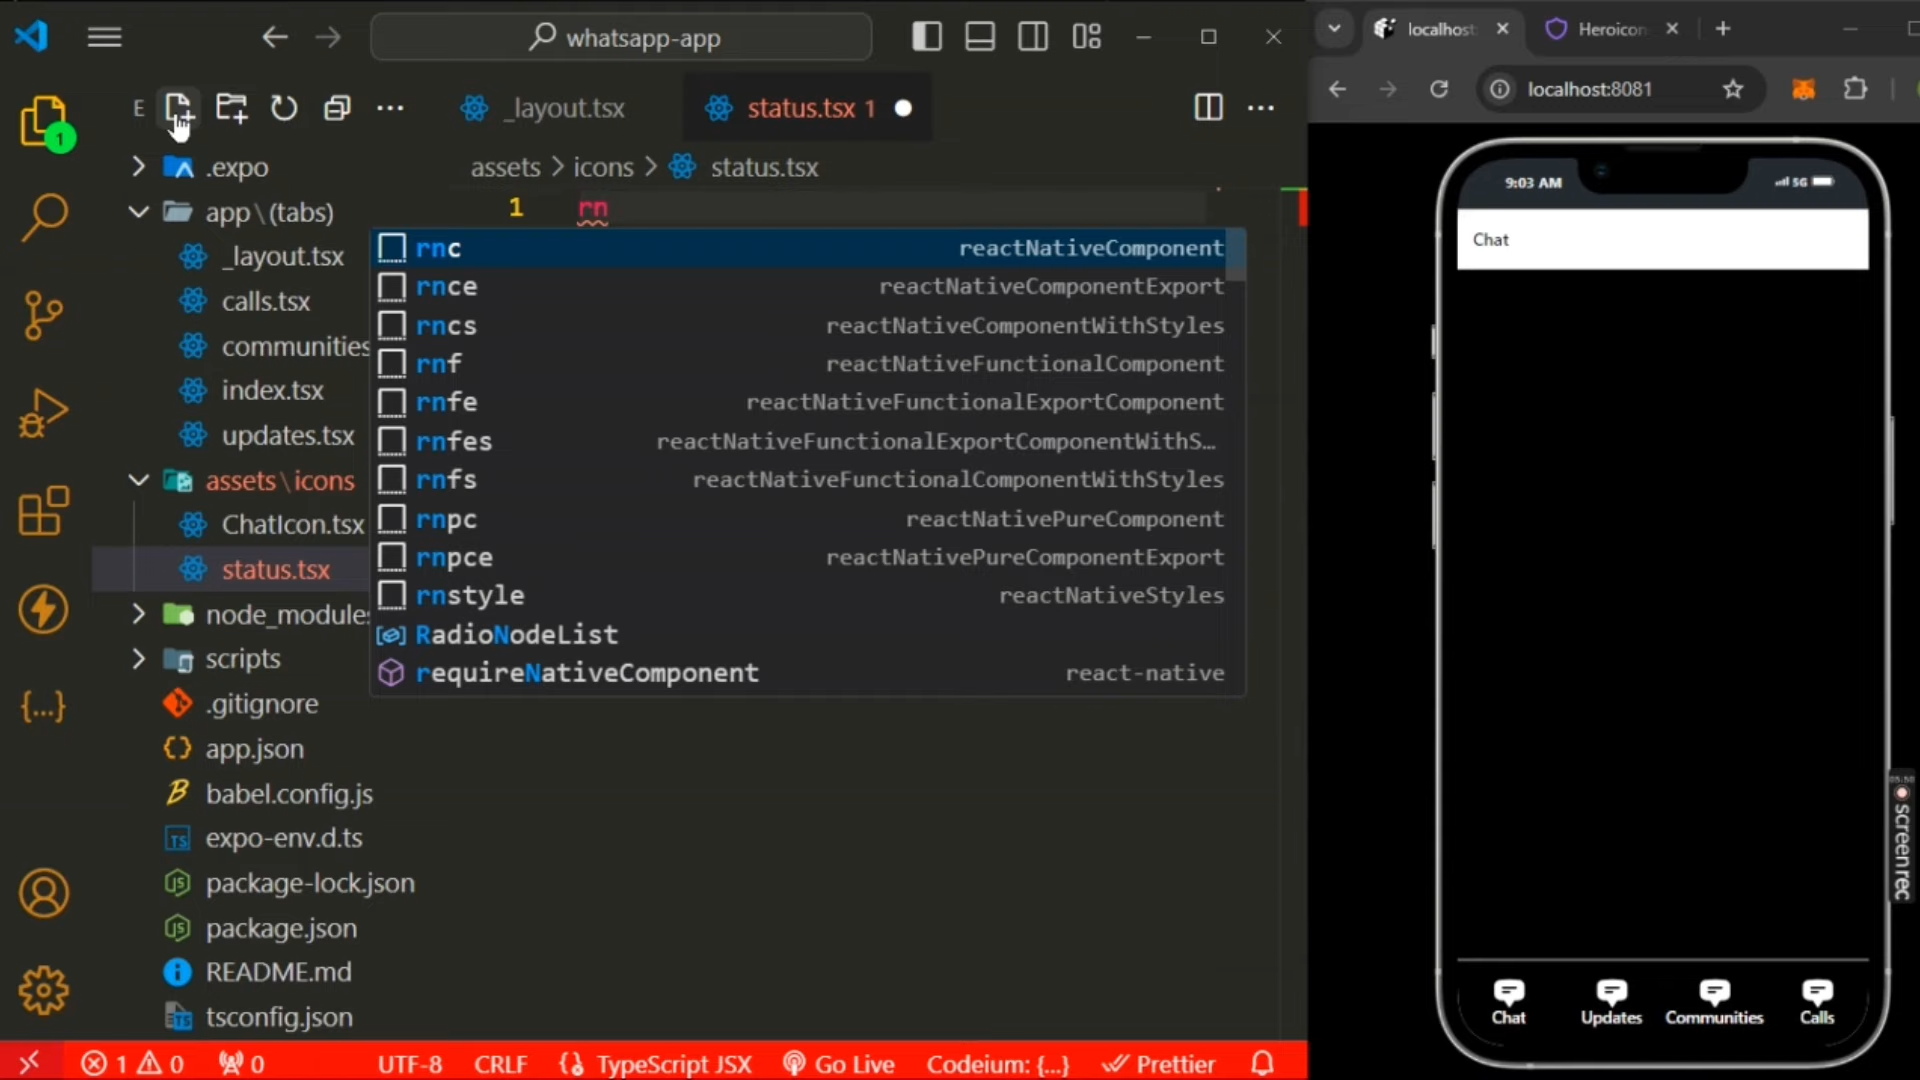 whatsapp-app
E
_layout.tsx
status.tsx 1
assets > icons > status.tsx
1
rn
.expo
app\(tabs)
_layout.tsx
calls.tsx
communities
index.tsx
updates.tsx
assets\icons
ChatIcon.tsx
status.tsx
node_modules
scripts
.gitignore
app.json
babel.config.js
expo-env.d.ts
package-lock.json
package.json
README.md
tsconfig.json
rnc reactNativeComponent
rnce reactNativeComponentExport
rncs reactNativeComponentWithStyles
rnf reactNativeFunctionalComponent
rnfe reactNativeFunctionalExportComponent
rnfes reactNativeFunctionalExportComponentWithS...
rnfs reactNativeFunctionalComponentWithStyles
rnpc reactNativePureComponent
rnpce reactNativePureComponentExport
rnstyle reactNativeStyles
RadioNodeList
requireNativeComponent react-native
1
1 0 0 UTF-8 CRLF TypeScript JSX Go Live Codeium: {...} Prettier
localhost: Heroicon
localhost:8081
9:03 AM
5G
Chat
Chat Updates Communities Calls
05:50
screenrec